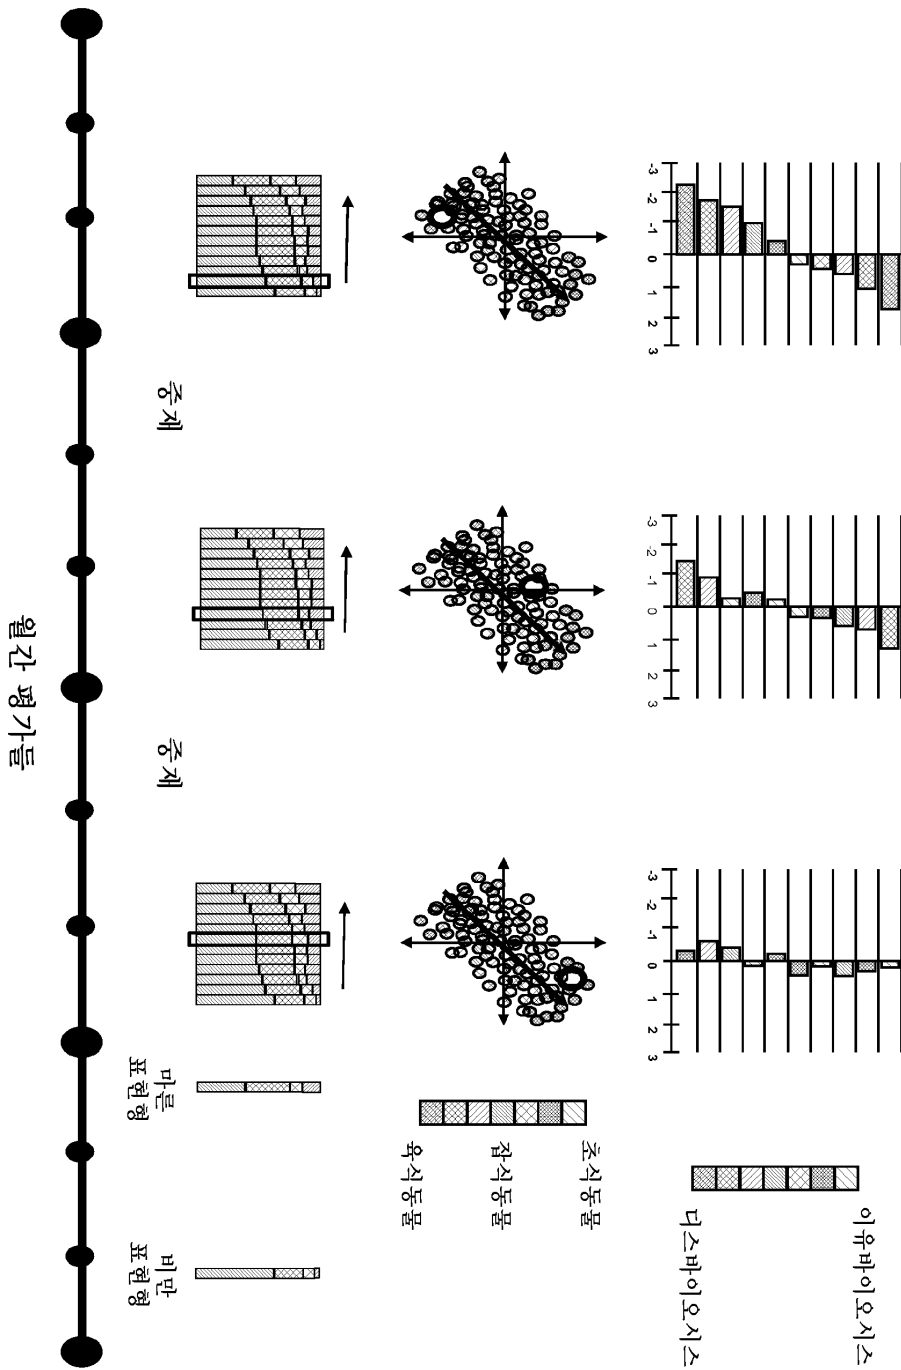 이유바이오시스
디스바이오시스
-3 -2 -1 0 1 2 3
-3 -2 -1 0 1 2 3
-3 -2 -1 0 1 2 3
초식동물
잡식동물
육식동물
중재
중재
마른
표현형
비만
표현형
월간 평가들